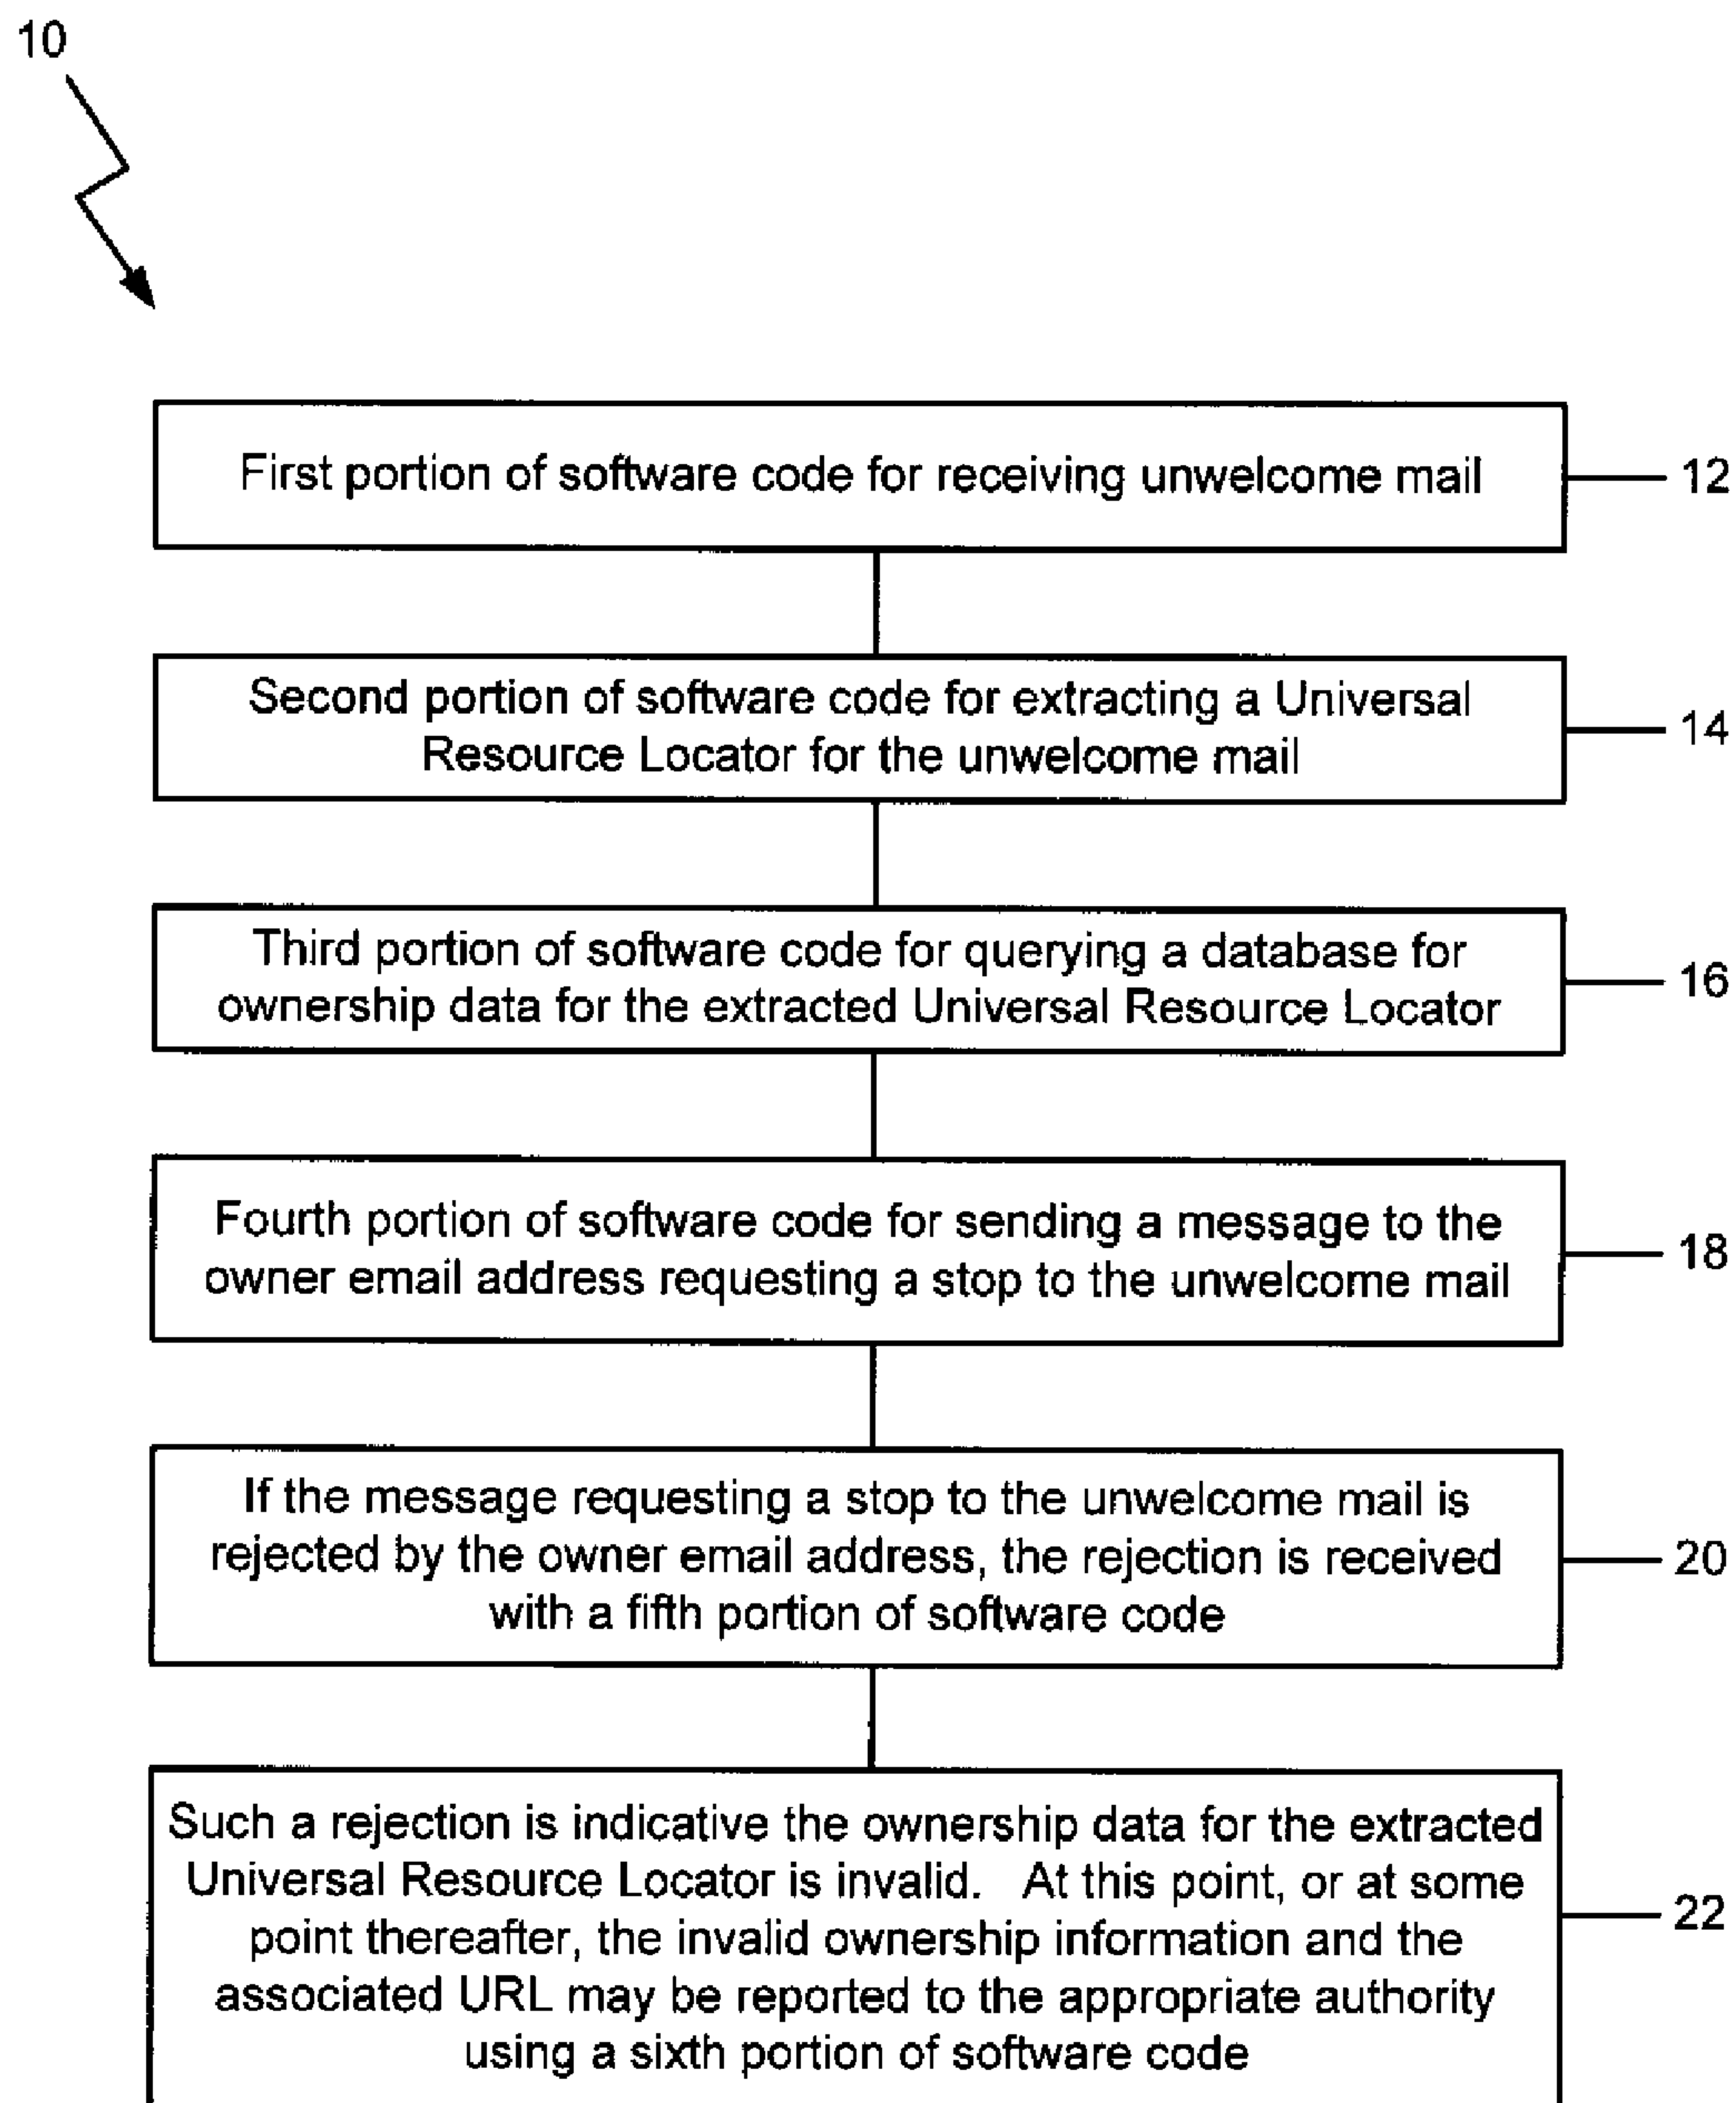 10
First portion of software code for receiving unwelcome mail
12
Second portion of software code for extracting a Universal
Resource Locator for the unwelcome mail
14
Third portion of software code for querying a database for
ownership data for the extracted Universal Resource Locator
16
Fourth portion of software code for sending a message to the
owner email address requesting a stop to the unwelcome mail
18
If the message requesting a stop to the unwelcome mail is
rejected by the owner email address, the rejection is received
with a fifth portion of software code
20
Such a rejection is indicative the ownership data for the extracted
Universal Resource Locator is invalid. At this point, or at some
point thereafter, the invalid ownership information and the
associated URL may be reported to the appropriate authority
using a sixth portion of software code
22